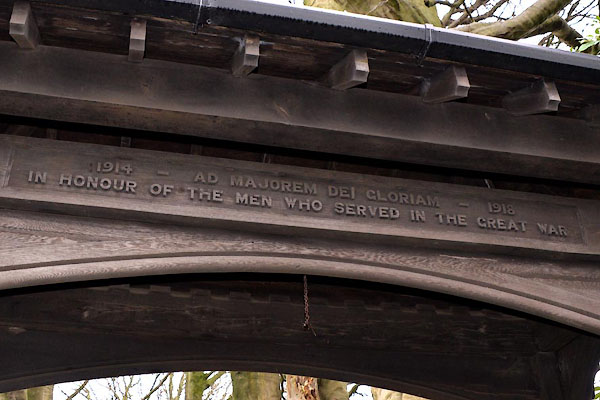 1914 – AD MAJOREM DEI GLORIAM – 1918
IN HONOUR OF THE MEN WHO SERVED IN THE GREAT WAR